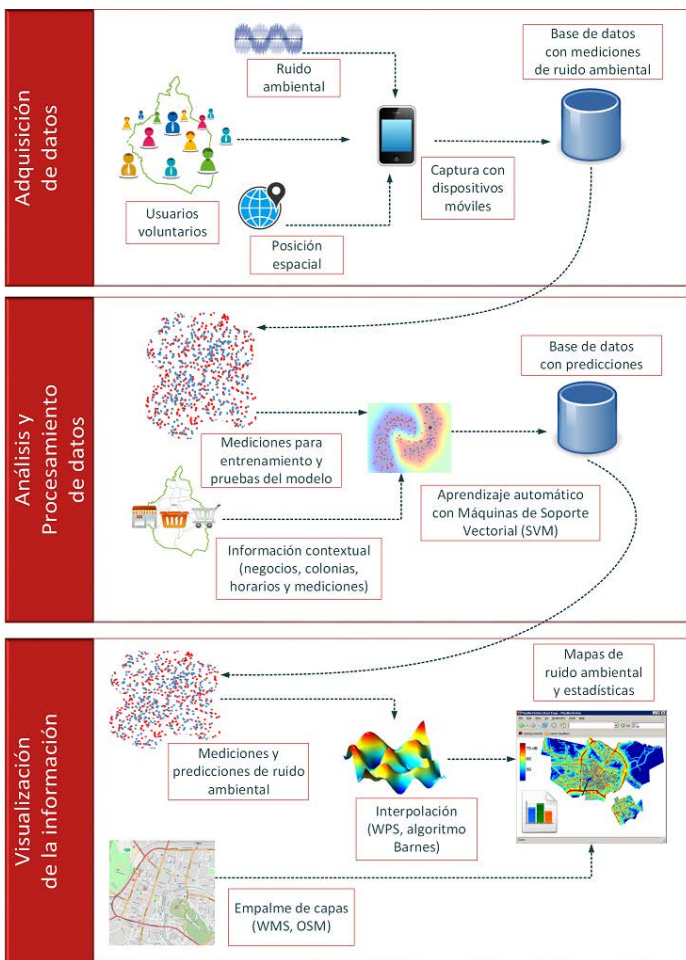 Adquisición
de datos
Ruido
ambiental
Usuarios
voluntarios
Posición
espacial
Captura con
dispositivos
móviles
Base de datos
con mediciones
de ruido ambiental
Análisis y
Procesamiento
de datos
Mediciones para
entrenamiento y
pruebas del modelo
Información contextual
(negocios, colonias,
horarios y mediciones)
Aprendizaje automático
con Máquinas de Soporte
Vectorial (SVM)
Base de datos
con predicciones
Visualización
de la información
Mediciones y
predicciones de ruido
ambiental
Interpolación
(WPS, algoritmo
Barnes)
Empalme de capas
(WMS, OSM)
Mapas de
ruido ambiental
y estadísticas